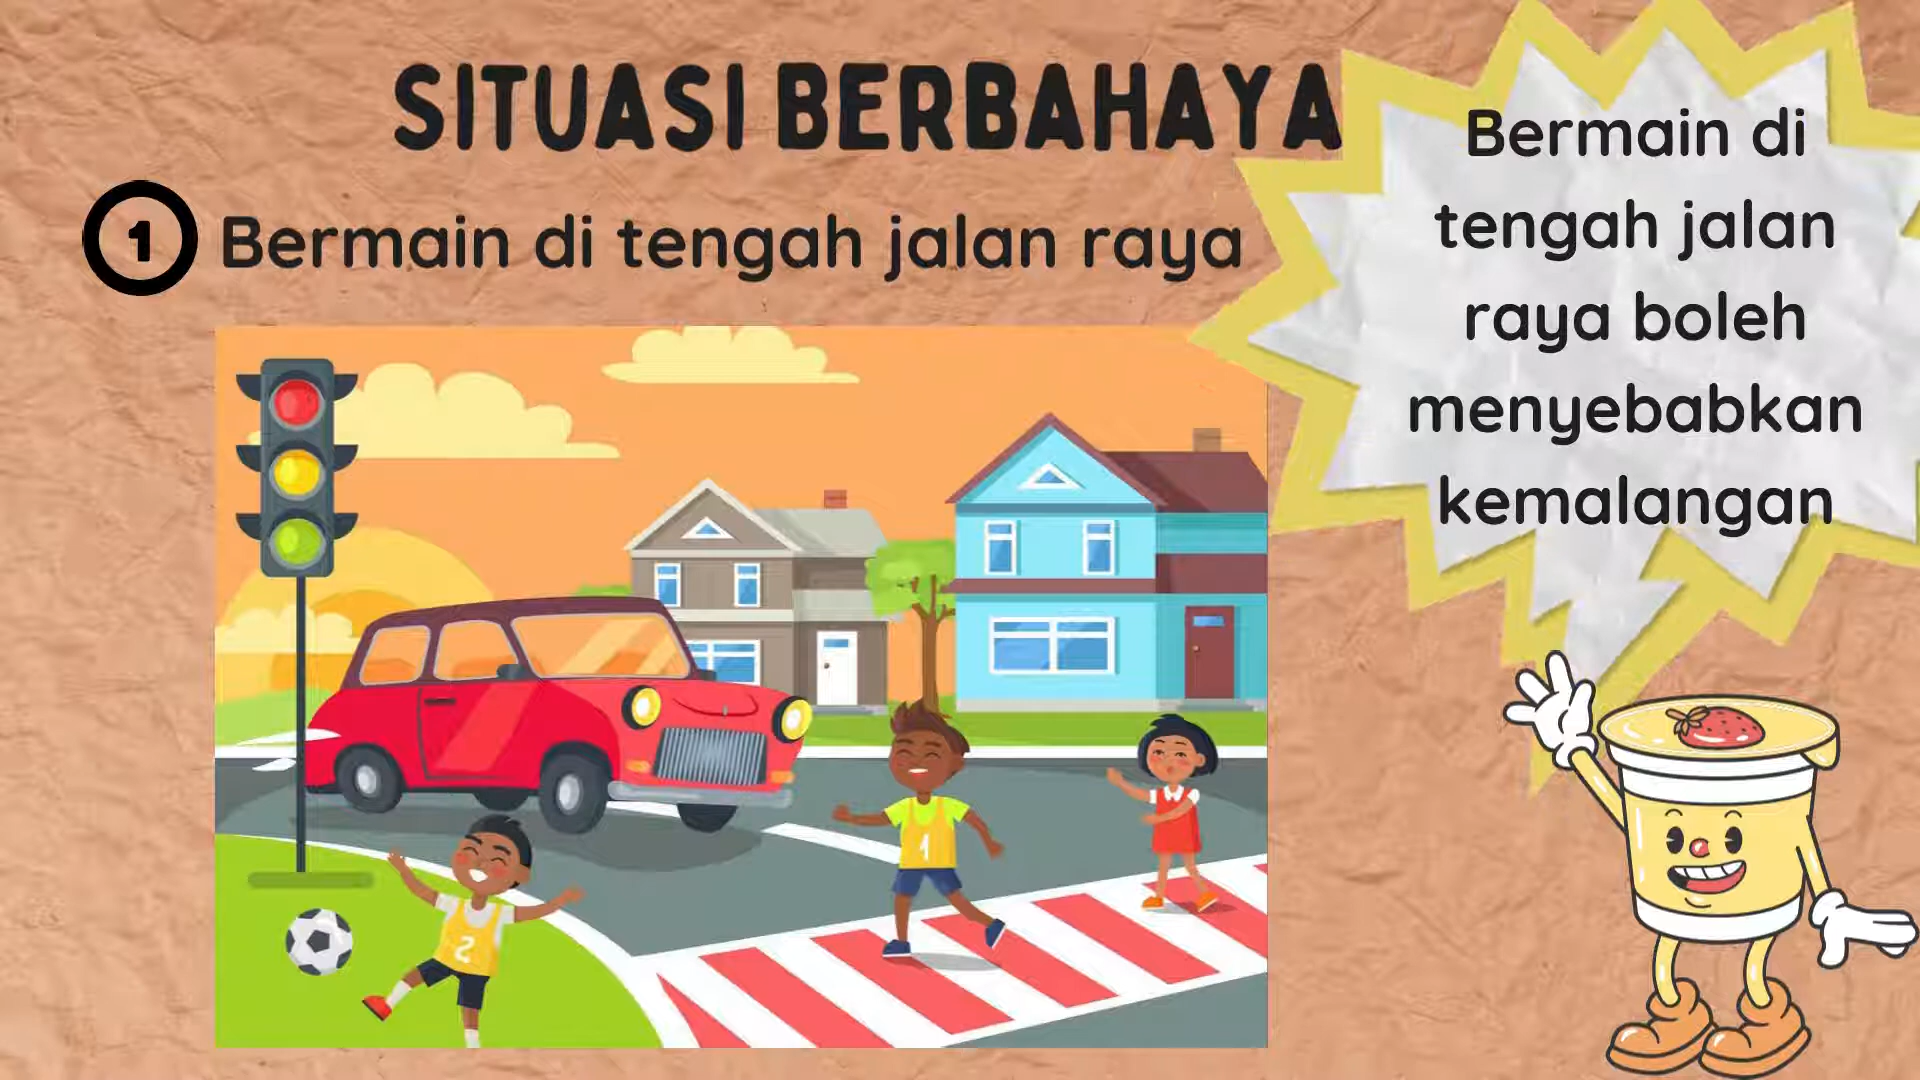 SITUASI BERBAHAYA
1 Bermain di tengah jalan raya
Bermain di
tengah jalan
raya boleh
menyebabkan
kemalangan
1
2